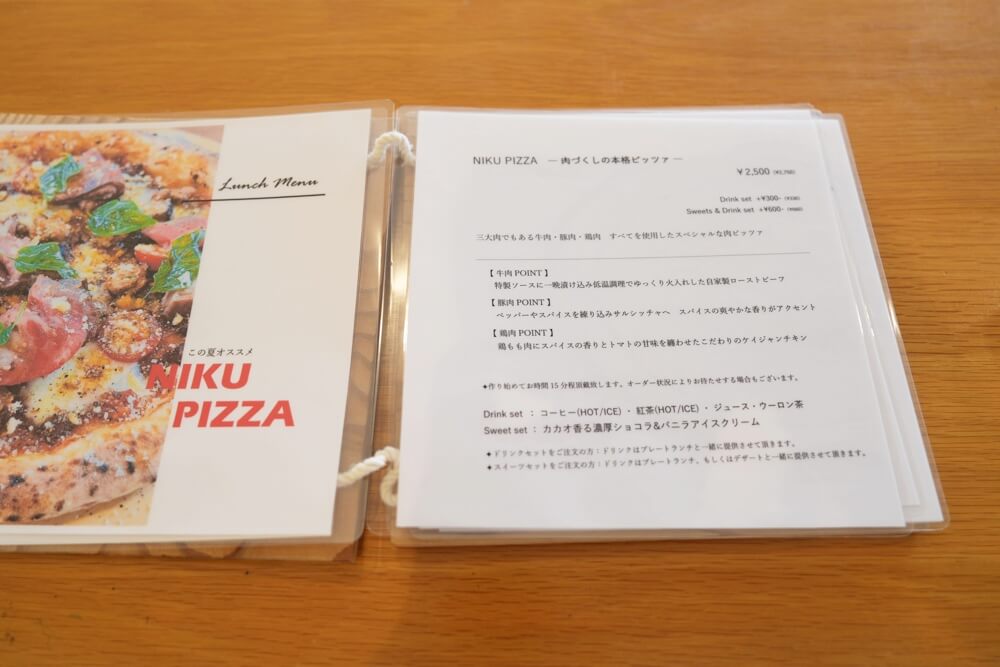 Lunch Menu
この夏オススメ
NIKU
PIZZA
NIKU PIZZA ― 肉づくしの本格ピッツァ ―
¥2,500 (¥2,750)
Drink set +¥300- (¥330)
Sweets & Drink set +¥600- (¥660)
三大肉でもある牛肉・豚肉・鶏肉 すべてを使用したスペシャルな肉ピッツァ
【 牛肉 POINT 】
特製ソースに一晩漬け込み低温調理でゆっくり火入れした自家製ローストビーフ
【 豚肉 POINT 】
ペッパーやスパイスを練り込みサルシッチャへ スパイスの爽やかな香りがアクセント
【 鶏肉 POINT 】
鶏もも肉にスパイスの香りとトマトの甘味を纏わせたこだわりのケイジャンチキン
✦作り始めてお時間 15 分程頂戴致します。オーダー状況によりお待たせする場合もございます。
Drink set : コーヒー(HOT/ICE) ・ 紅茶(HOT/ICE) ・ ジュース・ウーロン茶
Sweet set : カカオ香る濃厚ショコラ&バニラアイスクリーム
✦ドリンクセットをご注文の方：ドリンクはプレートランチと一緒に提供させて頂きます。
✦スイーツセットをご注文の方：ドリンクはプレートランチ、もしくはデザートと一緒に提供させて頂きます。